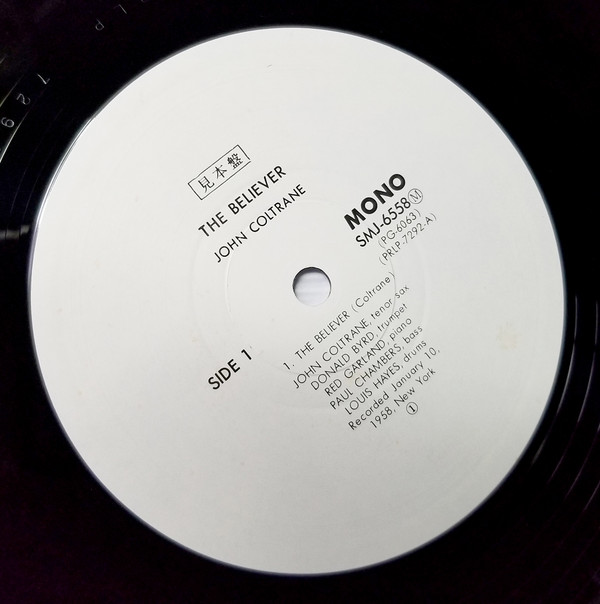 見本盤
THE BELIEVER
JOHN COLTRANE
MONO
SMJ-6558Ⓜ
(PG-6063)
(PRLP-7292-A)
SIDE 1
1. THE BELIEVER (Coltrane)
JOHN COLTRANE, tenor sax
DONALD BYRD, trumpet
RED GARLAND, piano
PAUL CHAMBERS, bass
LOUIS HAYES, drums
Recorded January 10,
1958, New York
①